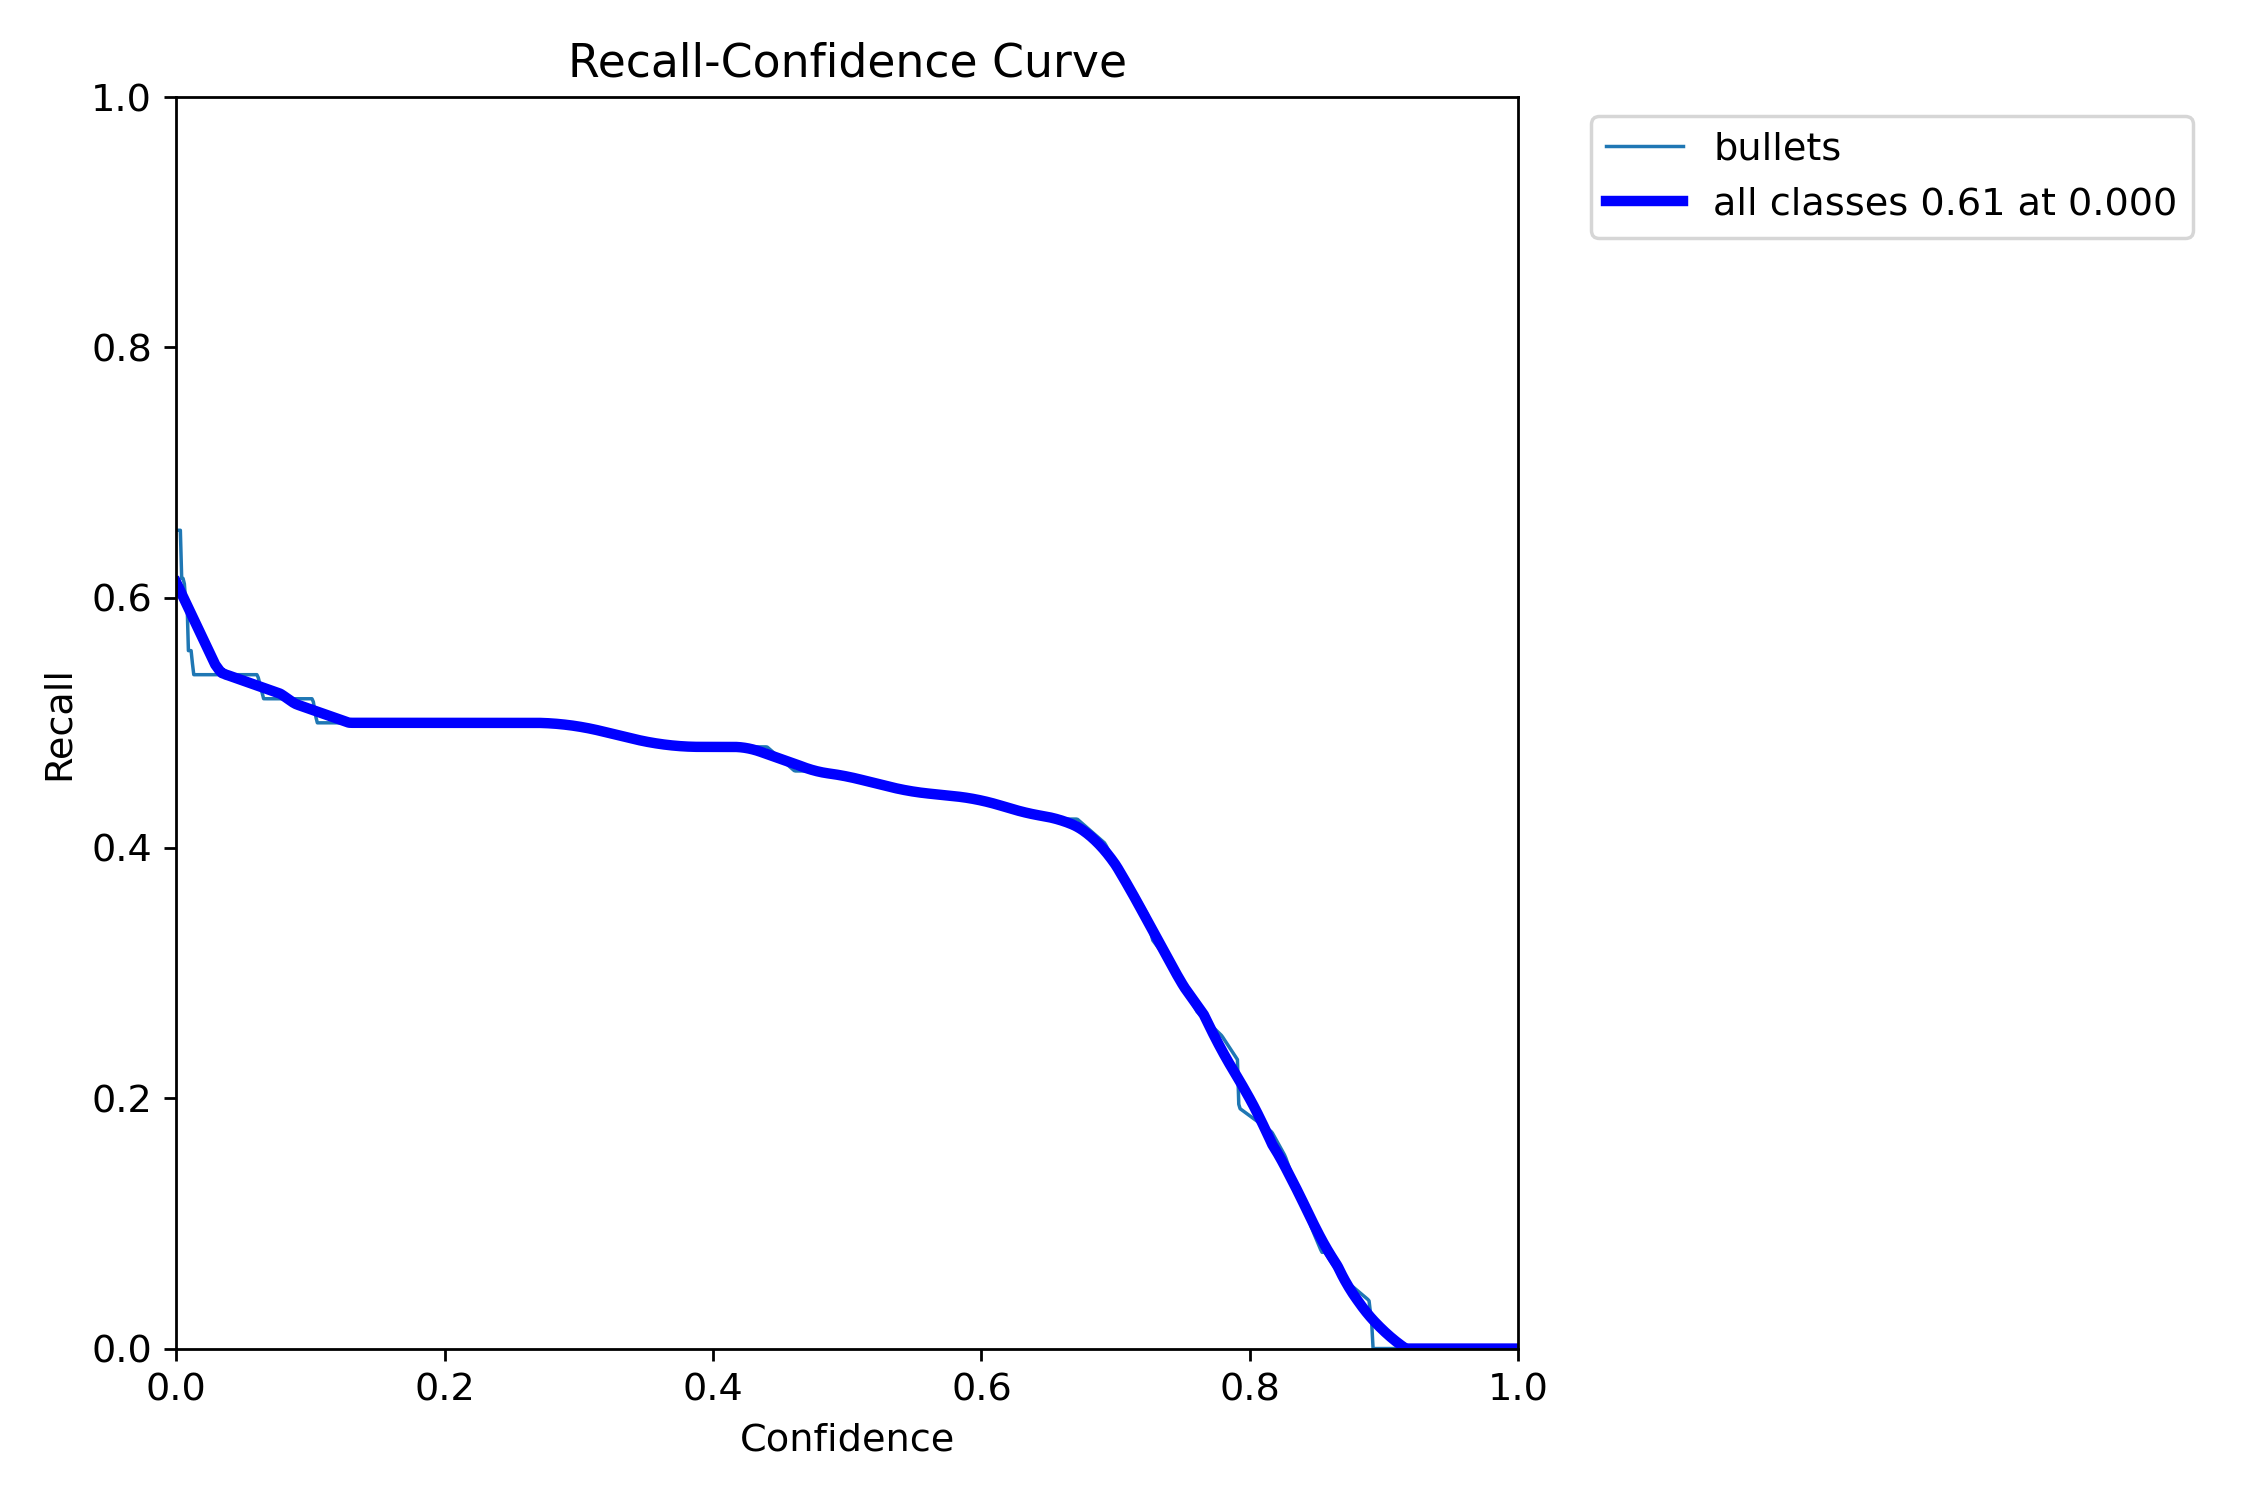 Recall-Confidence Curve
1.0
0.8
0.6
0.4
0.2
0.0
Recall
0.0 0.2 0.4 0.6 0.8 1.0
Confidence
bullets
all classes 0.61 at 0.000